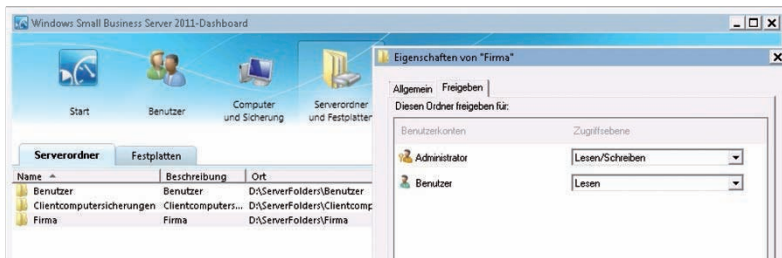 Windows Small Business Server 2011-Dashboard
Start
Benutzer
Computer und Sicherung
Serverordner und Festplatten
Serverordner
Festplatten
Name Beschreibung Ort
Benutzer Benutzer D:\ServerFolders\Benutzer
Clientcomputersicherungen Clientcomputers... D:\ServerFolders\Clientcomp
Firma Firma D:\ServerFolders\Firma
Eigenschaften von "Firma"
Allgemein Freigeben
Diesen Ordner freigeben für:
Benutzerkonten Zugriffsebene
Administrator Lesen/Schreiben
Benutzer Lesen